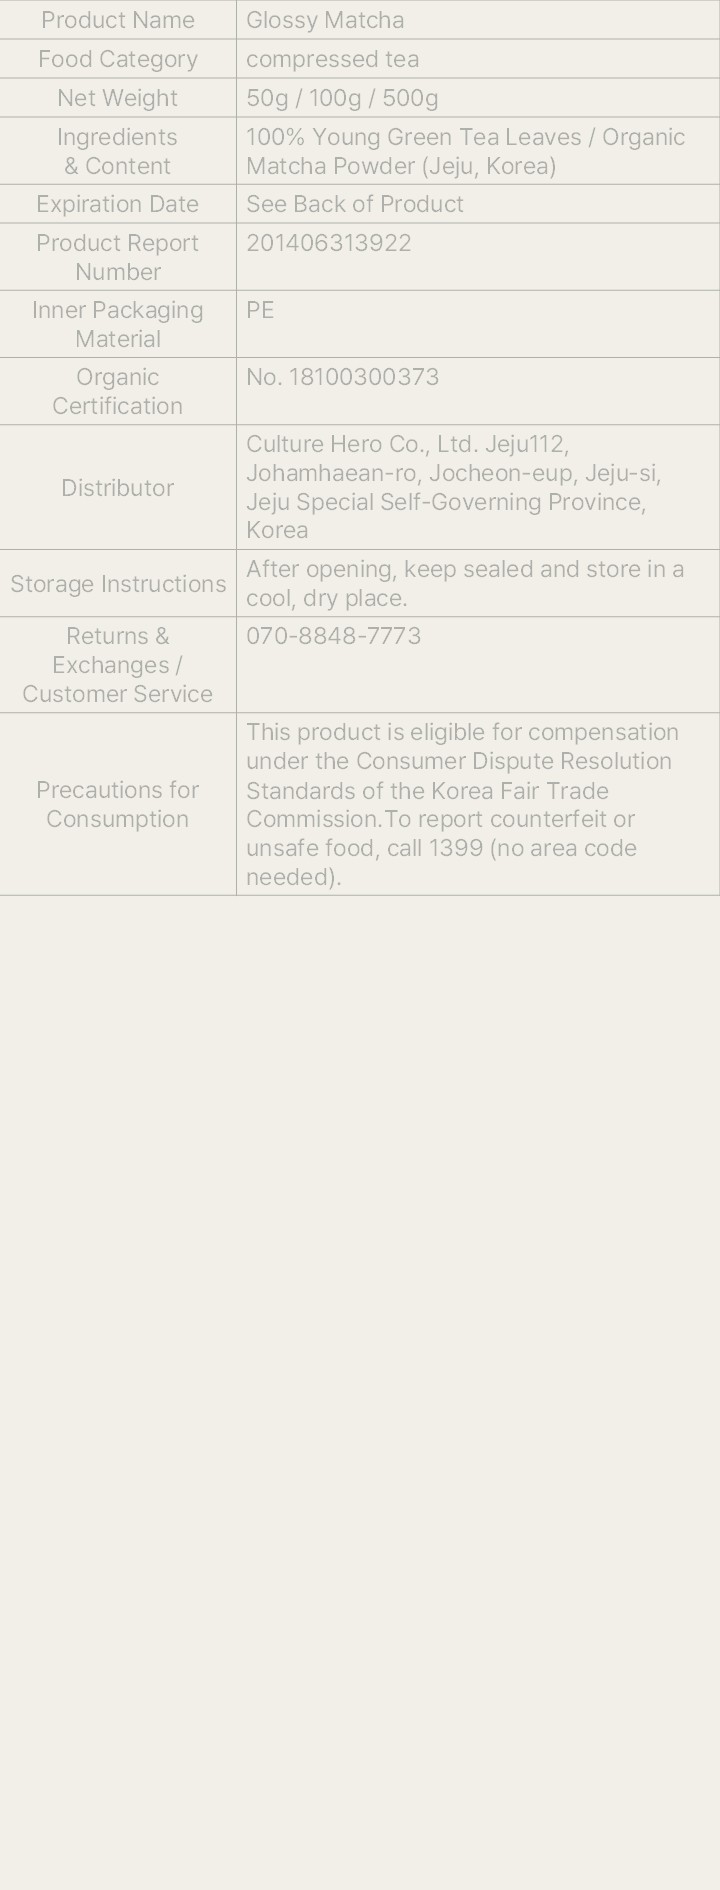 Product Name
Glossy Matcha
Food Category
compressed tea
Net Weight
50g / 100g / 500g
Ingredients
& Content
100% Young Green Tea Leaves / Organic
Matcha Powder (Jeju, Korea)
Expiration Date
See Back of Product
Product Report
Number
201406313922
Inner Packaging
Material
PE
Organic
Certification
No. 18100300373
Distributor
Culture Hero Co., Ltd. Jeju112,
Johamhaean-ro, Jocheon-eup, Jeju-si,
Jeju Special Self-Governing Province,
Korea
Storage Instructions
After opening, keep sealed and store in a
cool, dry place.
Returns &
Exchanges /
Customer Service
070-8848-7773
Precautions for
Consumption
This product is eligible for compensation
under the Consumer Dispute Resolution
Standards of the Korea Fair Trade
Commission.To report counterfeit or
unsafe food, call 1399 (no area code
needed).